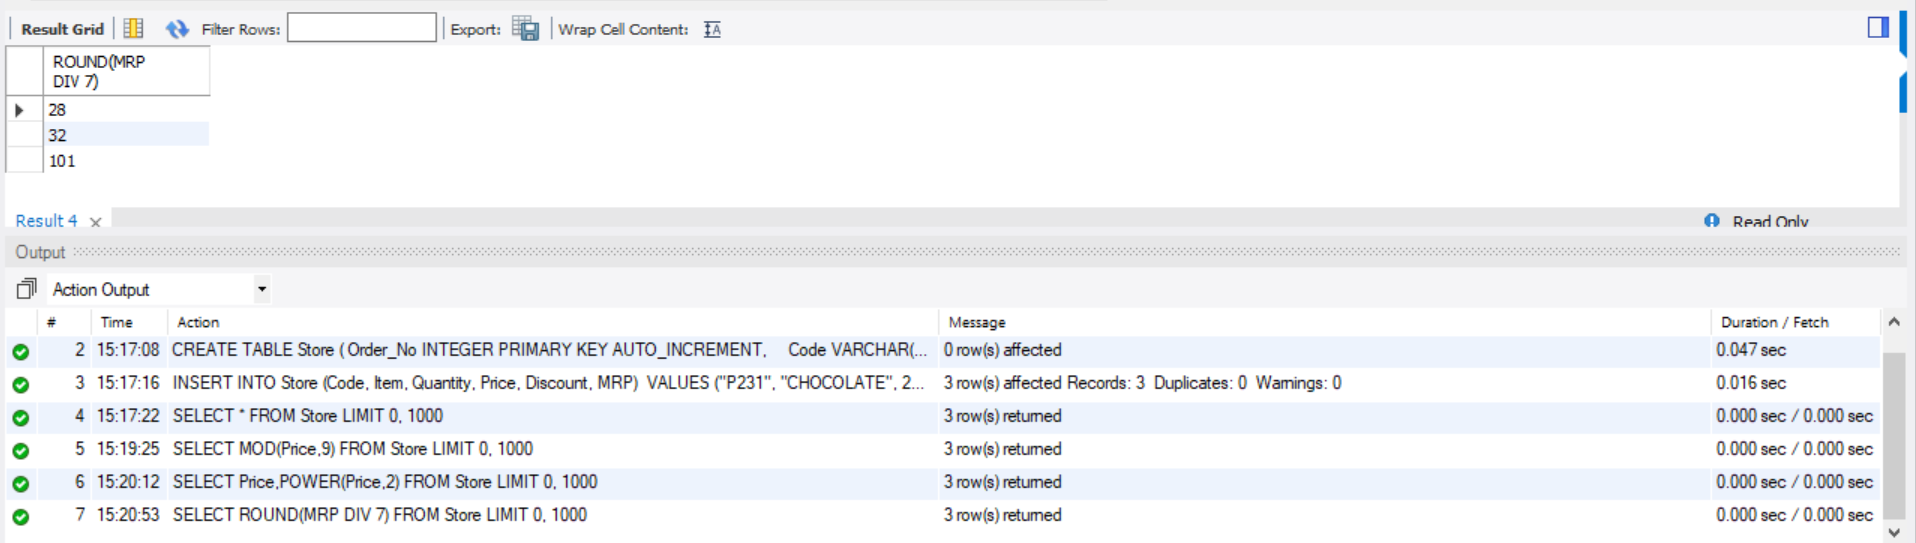 Result Grid Filter Rows: Export: Wrap Cell Content:
ROUND(MRP
DIV 7)
28
32
101
Result 4 Read Only
Output
Action Output
# Time Action Message Duration / Fetch
2 15:17:08 CREATE TABLE Store ( Order_No INTEGER PRIMARY KEY AUTO_INCREMENT, Code VARCHAR(... 0 row(s) affected 0.047 sec
3 15:17:16 INSERT INTO Store (Code, Item, Quantity, Price, Discount, MRP) VALUES ("P231", "CHOCOLATE", 2... 3 row(s) affected Records: 3 Duplicates: 0 Warnings: 0 0.016 sec
4 15:17:22 SELECT * FROM Store LIMIT 0, 1000 3 row(s) returned 0.000 sec / 0.000 sec
5 15:19:25 SELECT MOD(Price,9) FROM Store LIMIT 0, 1000 3 row(s) returned 0.000 sec / 0.000 sec
6 15:20:12 SELECT Price,POWER(Price,2) FROM Store LIMIT 0, 1000 3 row(s) returned 0.000 sec / 0.000 sec
7 15:20:53 SELECT ROUND(MRP DIV 7) FROM Store LIMIT 0, 1000 3 row(s) returned 0.000 sec / 0.000 sec